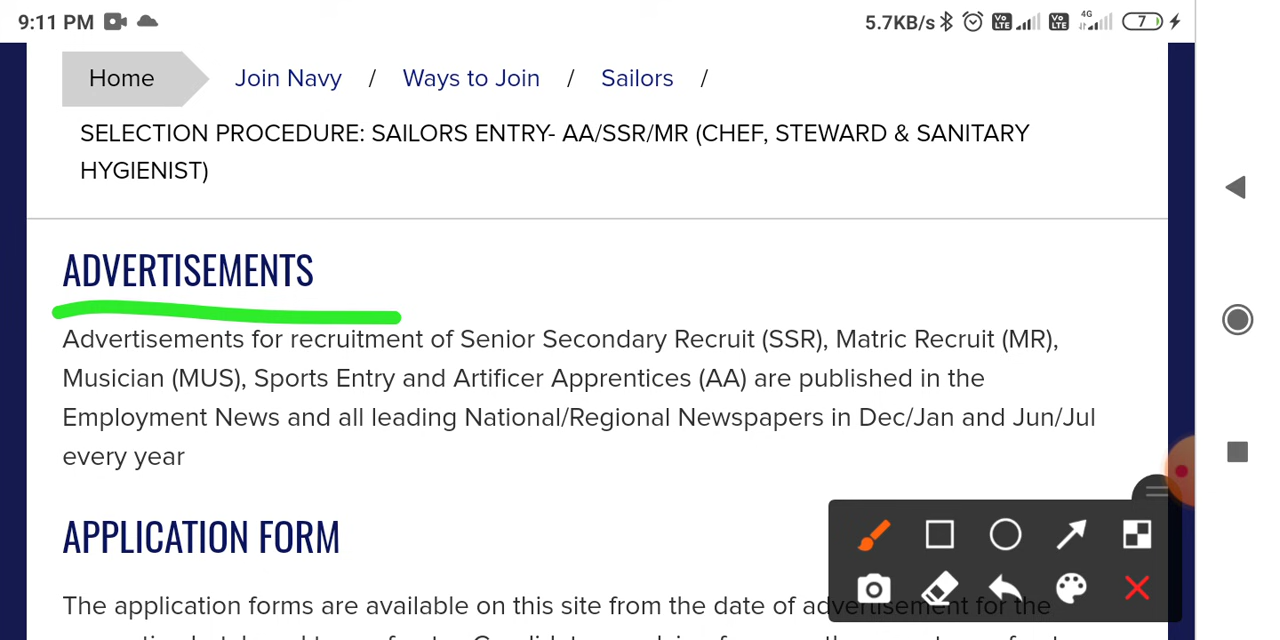 9:11 PM 5.7KB/s Vo LTE Vo LTE 4G 7
Home Join Navy / Ways to Join / Sailors /
SELECTION PROCEDURE: SAILORS ENTRY- AA/SSR/MR (CHEF, STEWARD & SANITARY
HYGIENIST)
ADVERTISEMENTS
Advertisements for recruitment of Senior Secondary Recruit (SSR), Matric Recruit (MR),
Musician (MUS), Sports Entry and Artificer Apprentices (AA) are published in the
Employment News and all leading National/Regional Newspapers in Dec/Jan and Jun/Jul
every year
APPLICATION FORM
The application forms are available on this site from the date of advertisement for the